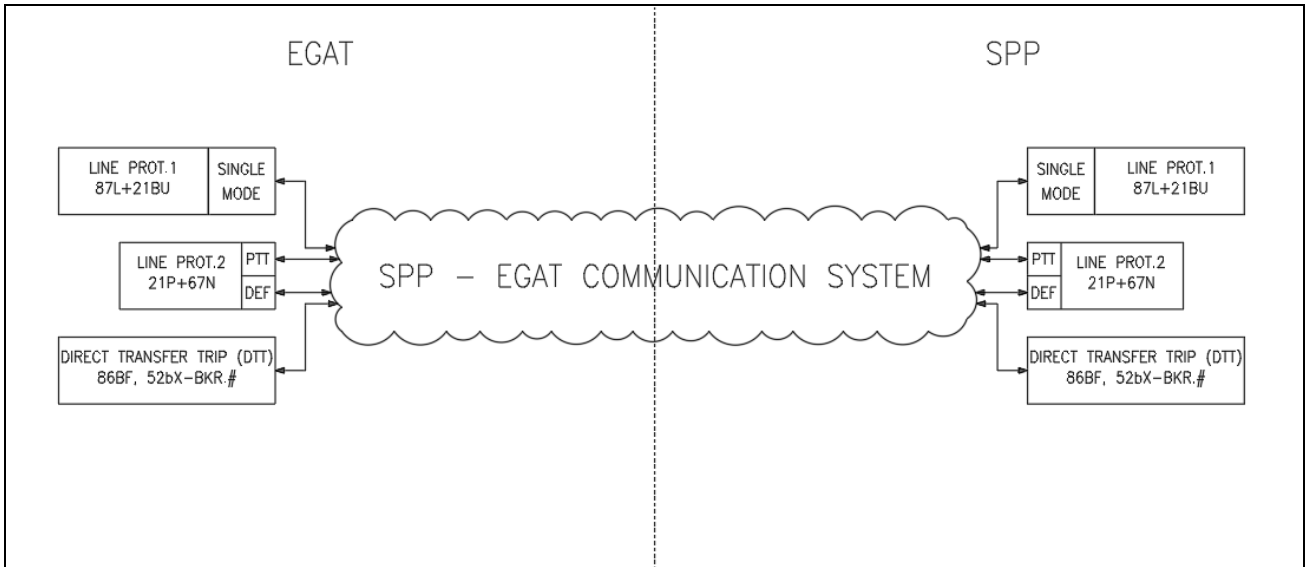 EGAT
SPP
LINE PROT.1
87L+21BU
SINGLE
MODE
SINGLE
MODE
LINE PROT.1
87L+21BU
LINE PROT.2
21P+67N
PTT
DEF
SPP - EGAT COMMUNICATION SYSTEM
PTT
DEF
LINE PROT.2
21P+67N
DIRECT TRANSFER TRIP (DTT)
86BF, 52bX-BKR.#
DIRECT TRANSFER TRIP (DTT)
86BF, 52bX-BKR.#